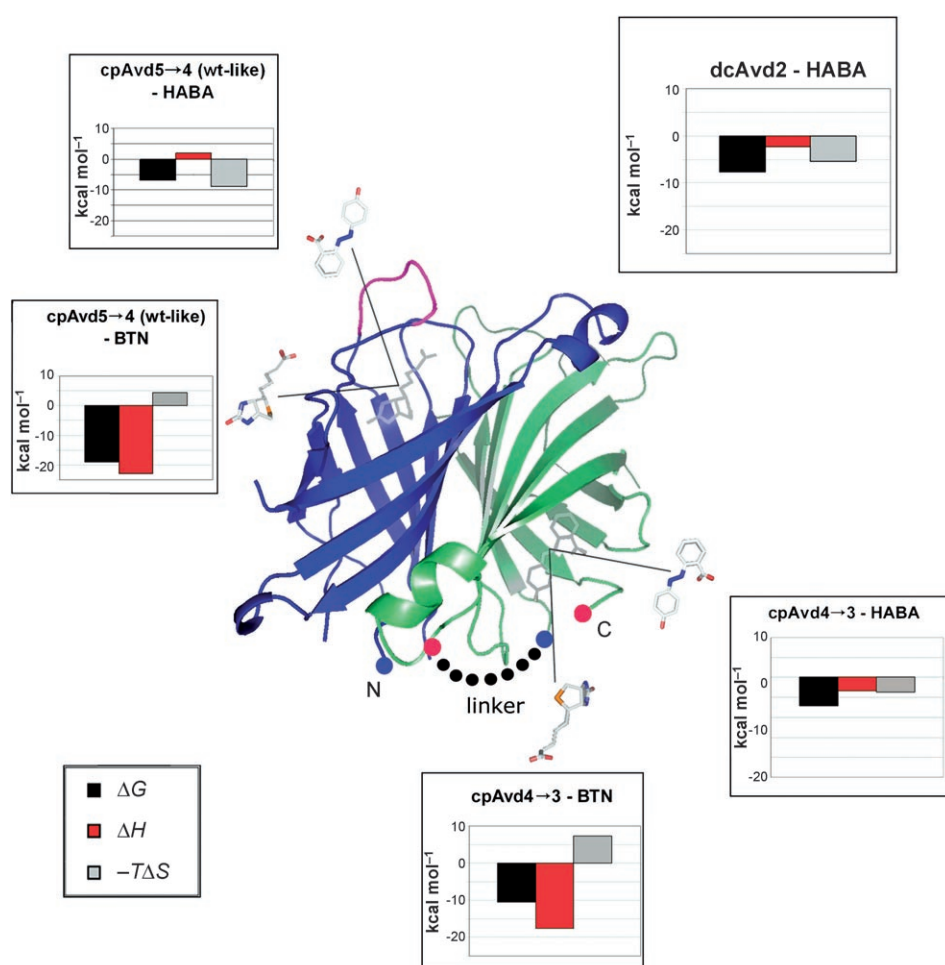 cpAvd5→4 (wt-like)
- HABA
kcal mol⁻¹
10
0
-10
-20
dcAvd2 - HABA
kcal mol⁻¹
10
0
-10
-20
cpAvd5→4 (wt-like)
- BTN
kcal mol⁻¹
10
0
-10
-20
N
linker
C
cpAvd4→3 - HABA
kcal mol⁻¹
10
0
-10
-20
ΔG
ΔH
–TΔS
cpAvd4→3 - BTN
kcal mol⁻¹
10
0
-10
-20